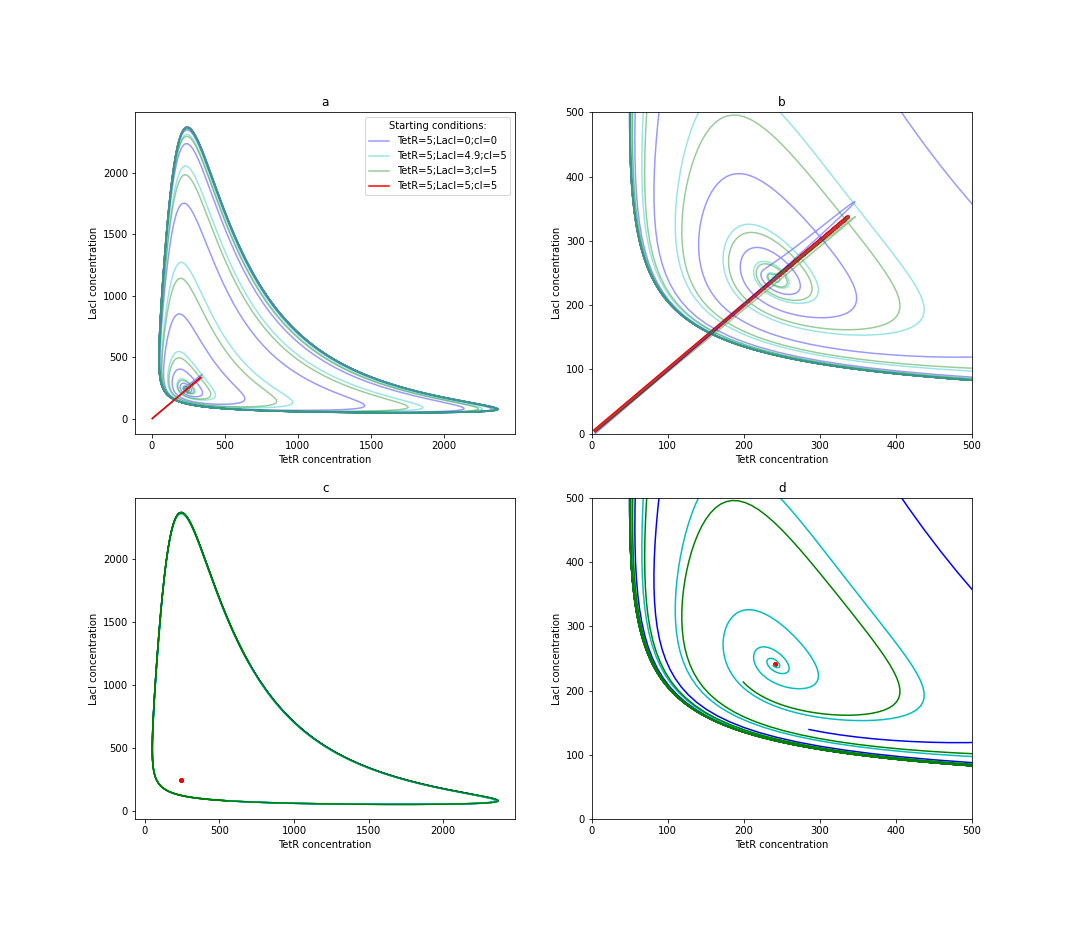 a
Starting conditions:
TetR=5;LacI=0;cI=0
TetR=5;LacI=4.9;cI=5
TetR=5;LacI=3;cI=5
TetR=5;LacI=5;cI=5
LacI concentration
2000
1500
1000
500
0
0 500 1000 1500 2000
TetR concentration
b
LacI concentration
500
400
300
200
100
0
0 100 200 300 400 500
TetR concentration
c
LacI concentration
2000
1500
1000
500
0
0 500 1000 1500 2000
TetR concentration
d
LacI concentration
500
400
300
200
100
0
0 100 200 300 400 500
TetR concentration